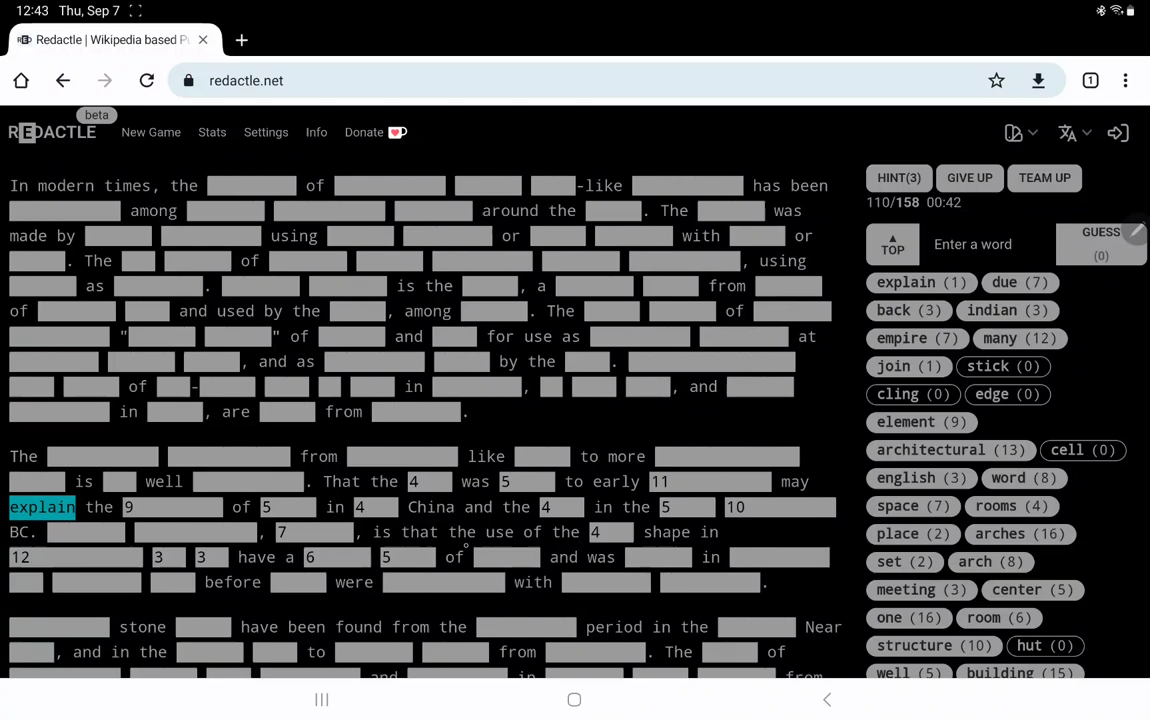 12:43 Thu, Sep 7
Redactle | Wikipedia based P
redactle.net
beta
REDACTLE New Game Stats Settings Info Donate
HINT(3) GIVE UP TEAM UP
110/158 00:42
▲ TOP Enter a word GUESS (0)
In modern times, the of -like has been
among around the . The was
made by using or with or
. The of , using
as . is the , a from
of and used by the , among . The of
" " of and for use as at
, and as by the .
of - in , , and
in , are from .
The from like to more
is well . That the 4 was 5 to early 11 may
explain the 9 of 5 in 4 China and the 4 in the 5 10
BC. , 7 , is that the use of the 4 shape in
12 3 3 have a 6 5 of and was in
before were with .
stone have been found from the period in the Near
, and in the to from . The of
and in from
explain (1) due (7)
back (3) indian (3)
empire (7) many (12)
join (1) stick (0)
cling (0) edge (0)
element (9)
architectural (13) cell (0)
english (3) word (8)
space (7) rooms (4)
place (2) arches (16)
set (2) arch (8)
meeting (3) center (5)
one (16) room (6)
structure (10) hut (0)
well (5) building (15)